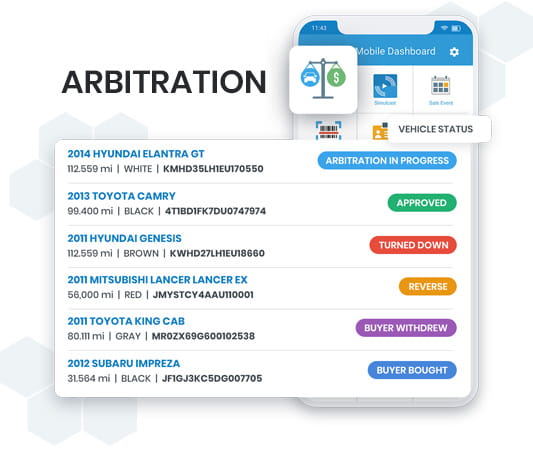 11:43
Mobile Dashboard
ARBITRATION
$
Simulcast
Sale Event
VEHICLE STATUS
2014 HYUNDAI ELANTRA GT
112.559 mi | WHITE | KMHD35LH1EU170550
ARBITRATION IN PROGRESS
2013 TOYOTA CAMRY
99.400 mi | BLACK | 4T1BD1FK7DU0747974
APPROVED
2011 HYUNDAI GENESIS
112.559 mi | BROWN | KWHD27LH1EU18660
TURNED DOWN
2011 MITSUBISHI LANCER LANCER EX
56,000 mi | RED | JMYSTCY4AAU110001
REVERSE
2011 TOYOTA KING CAB
80.111 mi | GRAY | MR0ZX69G600102538
BUYER WITHDREW
2012 SUBARU IMPREZA
31.564 mi | BLACK | JF1GJ3KC5DG007705
BUYER BOUGHT